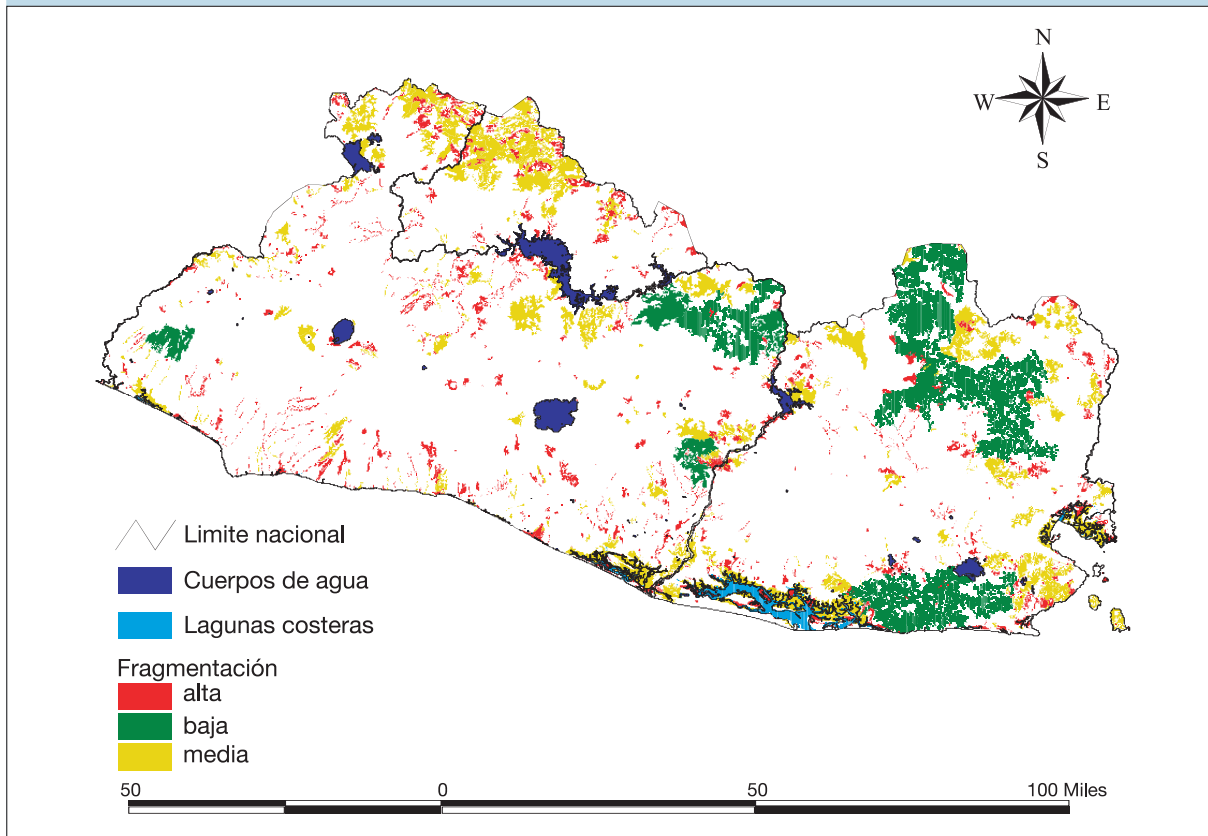 N
W E
S
Limite nacional
Cuerpos de agua
Lagunas costeras
Fragmentación
alta
baja
media
50 0 50 100 Miles